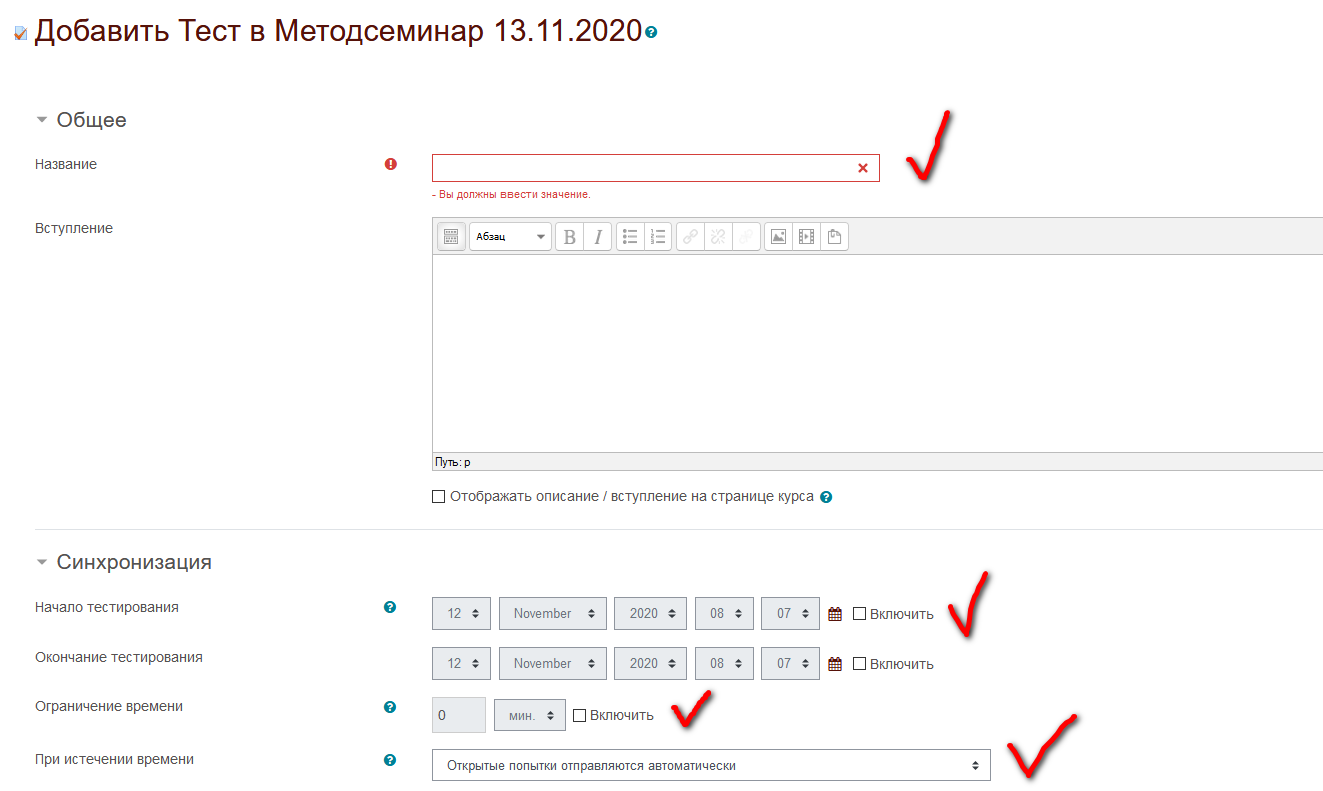 Добавить Тест в Методсеминар 13.11.2020
Общее
Название
- Вы должны ввести значение.
Вступление
Абзац B I
Путь: p
Отображать описание / вступление на странице курса
Синхронизация
Начало тестирования 12 November 2020 08 07 Включить
Окончание тестирования 12 November 2020 08 07 Включить
Ограничение времени 0 мин. Включить
При истечении времени Открытые попытки отправляются автоматически